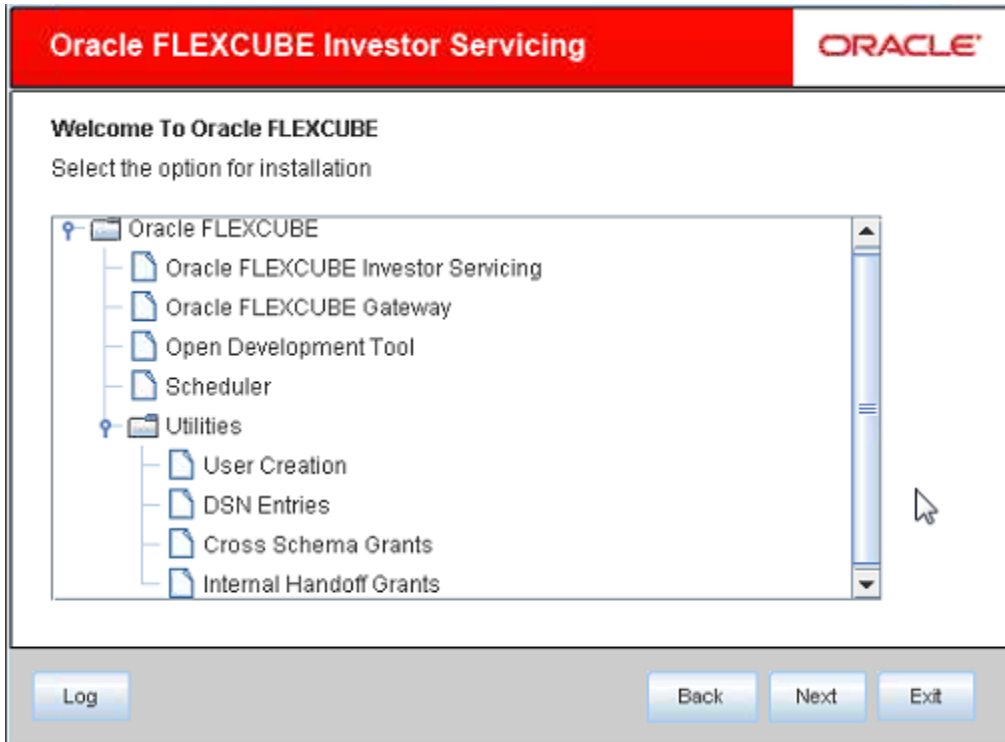 Oracle FLEXCUBE Investor Servicing
ORACLE
Welcome To Oracle FLEXCUBE
Select the option for installation
Oracle FLEXCUBE
Oracle FLEXCUBE Investor Servicing
Oracle FLEXCUBE Gateway
Open Development Tool
Scheduler
Utilities
User Creation
DSN Entries
Cross Schema Grants
Internal Handoff Grants
Log
Back
Next
Exit